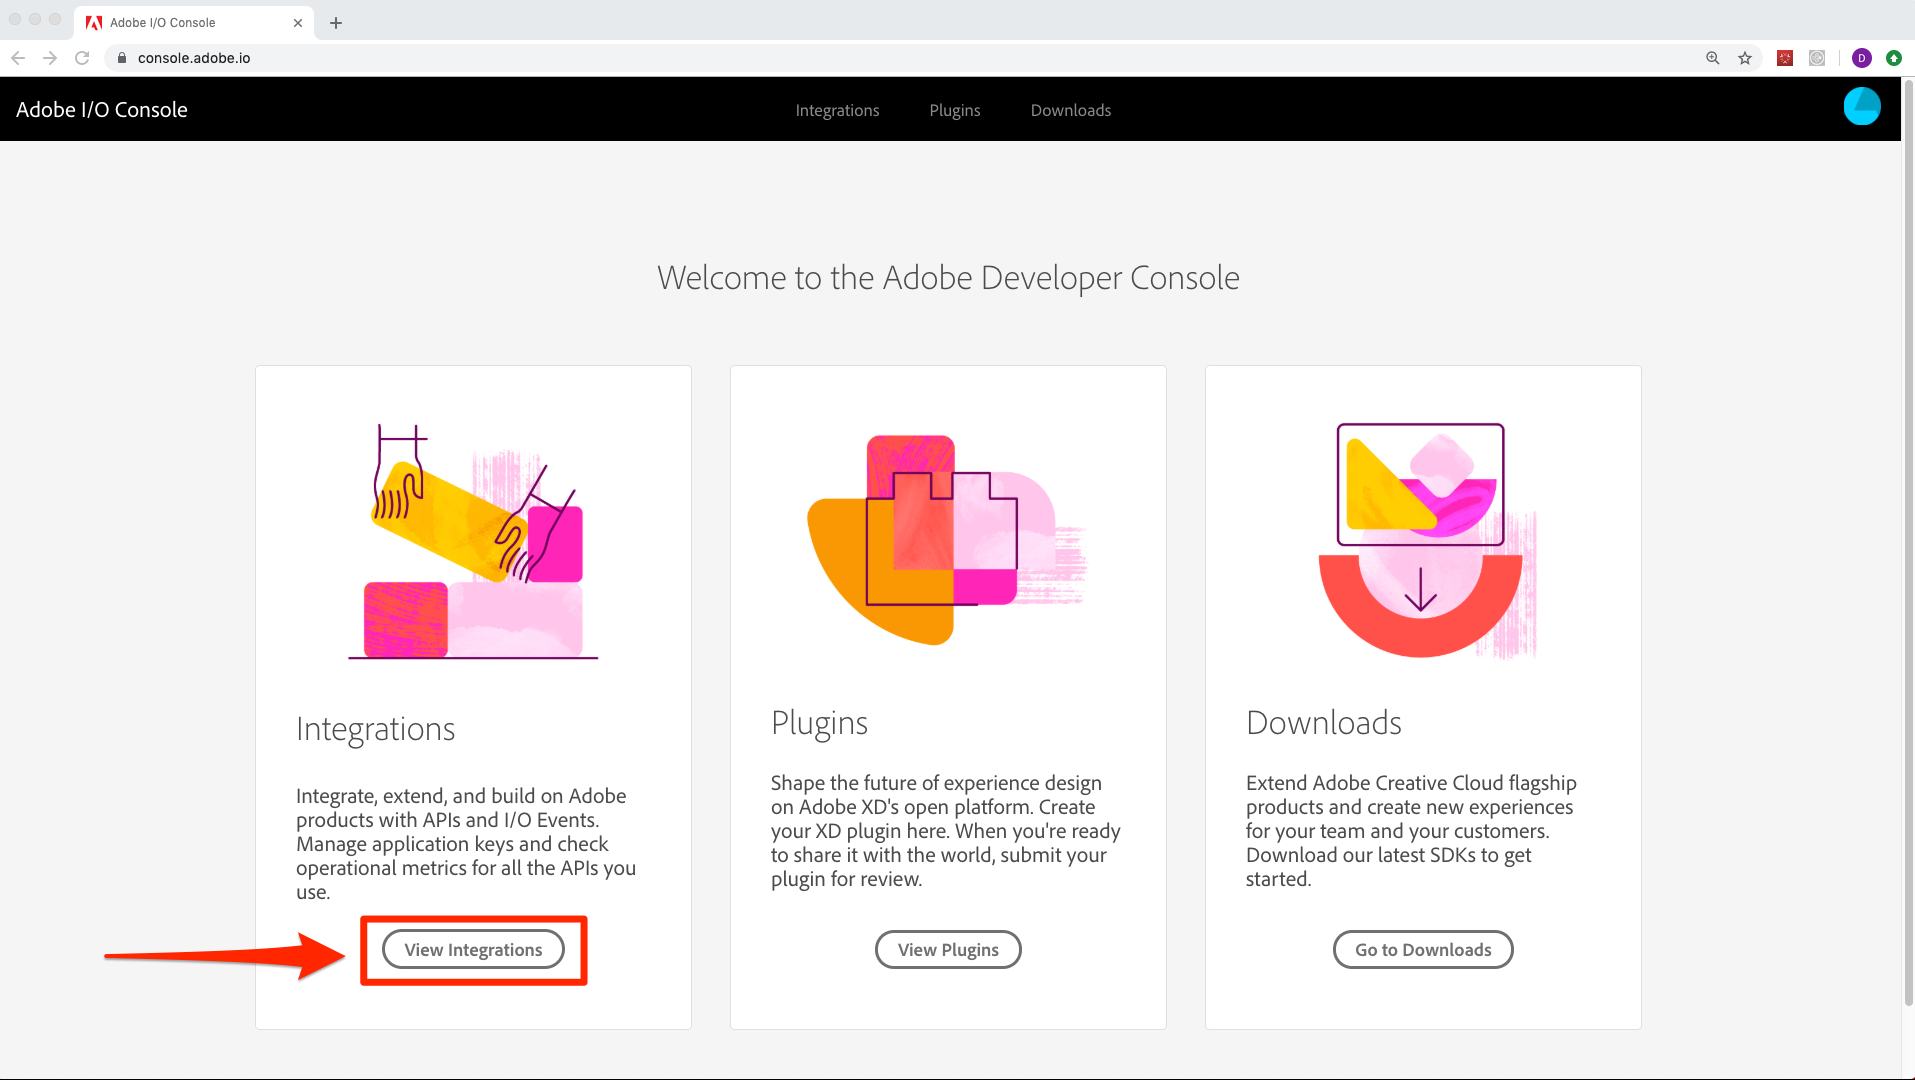 Adobe I/O Console
console.adobe.io
D
Adobe I/O Console
Integrations
Plugins
Downloads
Welcome to the Adobe Developer Console
Integrations
Integrate, extend, and build on Adobe
products with APIs and I/O Events.
Manage application keys and check
operational metrics for all the APIs you
use.
View Integrations
Plugins
Shape the future of experience design
on Adobe XD's open platform. Create
your XD plugin here. When you're ready
to share it with the world, submit your
plugin for review.
View Plugins
Downloads
Extend Adobe Creative Cloud flagship
products and create new experiences
for your team and your customers.
Download our latest SDKs to get
started.
Go to Downloads